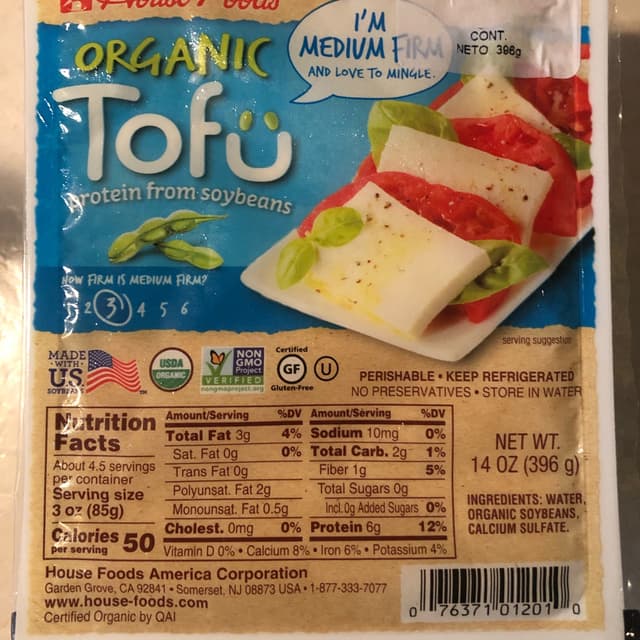 House Foods
CONT.
NETO 396g
I'M
MEDIUM FIRM
AND LOVE TO MINGLE.
ORGANIC
Tofu
protein from soybeans
HOW FIRM IS MEDIUM FIRM?
2 3 4 5 6
serving suggestion
MADE
WITH
U.S.
SOYBEANS
USDA
ORGANIC
NON
GMO
Project
VERIFIED
nongmoproject.org
Certified
GF
Gluten-Free
U
PERISHABLE • KEEP REFRIGERATED
NO PRESERVATIVES • STORE IN WATER
Nutrition
Facts
About 4.5 servings
per container
Serving size
3 oz (85g)
Calories 50
per serving
Amount/Serving %DV
Total Fat 3g 4%
Sat. Fat 0g 0%
Trans Fat 0g
Polyunsat. Fat 2g
Monounsat. Fat 0.5g
Cholest. 0mg 0%
Amount/Serving %DV
Sodium 10mg 0%
Total Carb. 2g 1%
Fiber 1g 5%
Total Sugars 0g
Incl. 0g Added Sugars 0%
Protein 6g 12%
Vitamin D 0% • Calcium 8% • Iron 6% • Potassium 4%
NET WT.
14 OZ (396 g)
INGREDIENTS: WATER,
ORGANIC SOYBEANS,
CALCIUM SULFATE.
House Foods America Corporation
Garden Grove, CA 92841 • Somerset, NJ 08873 USA • 1-877-333-7077
www.house-foods.com
Certified Organic by QAI
0 76371 01201 0